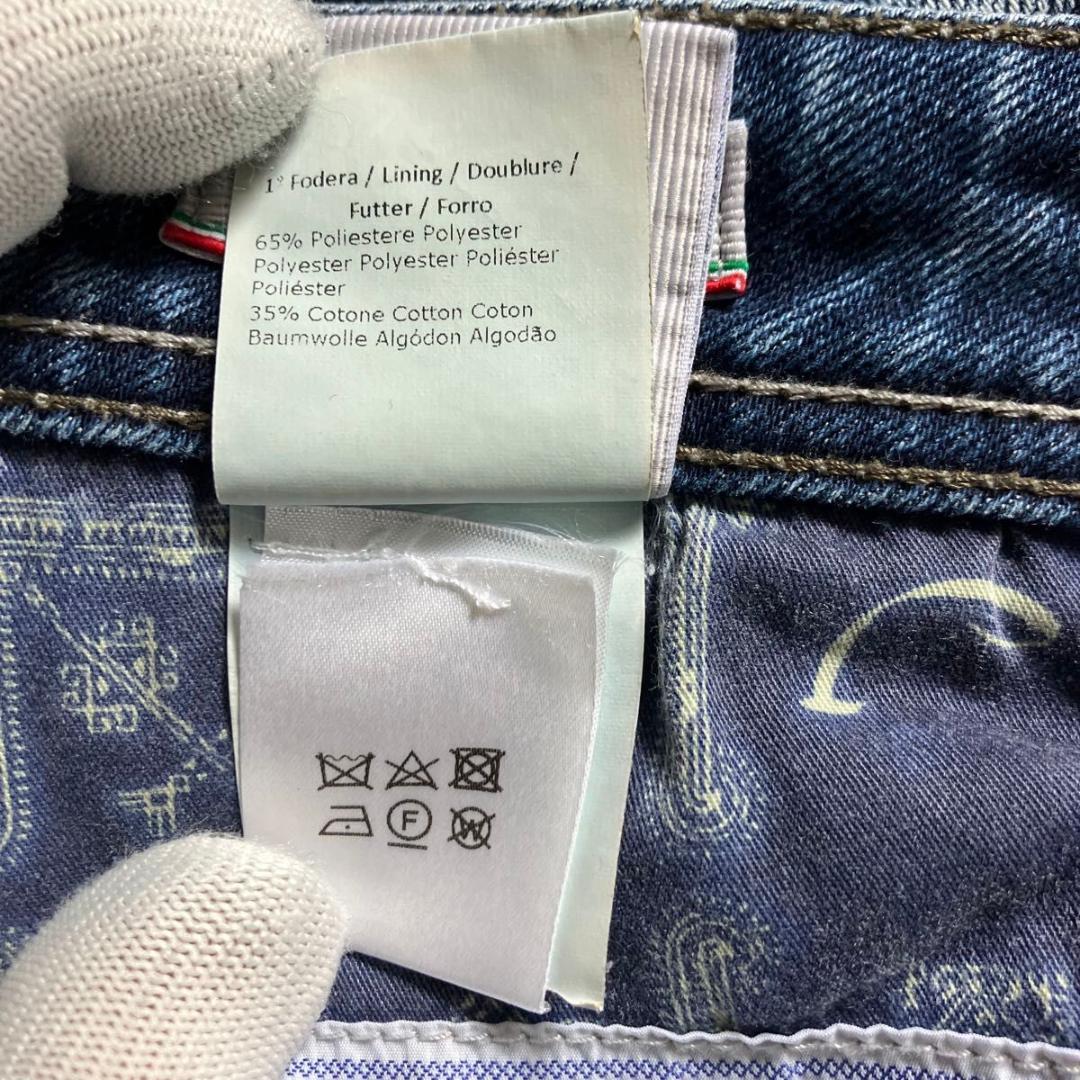 1° Fodera / Lining / Doublure /
Futter / Forro
65% Poliestere Polyester
Polyester Polyester Poliéster
Poliéster
35% Cotone Cotton Coton
Baumwolle Algódon Algodão
F
W